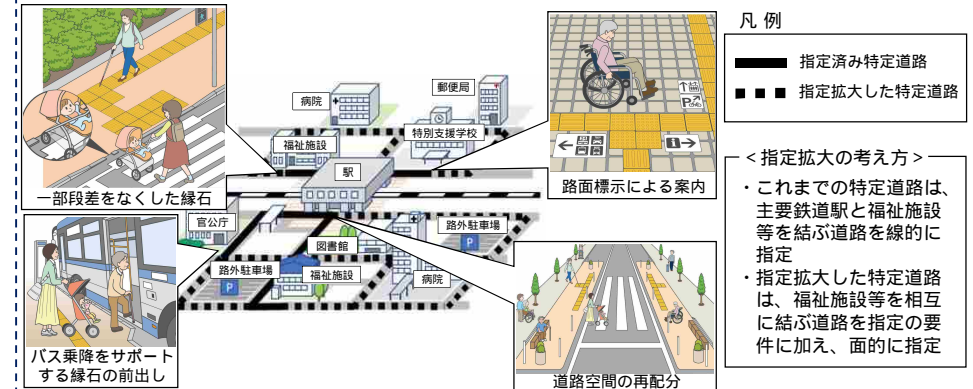 一部段差をなくした縁石
バス乗降をサポート
する縁石の前出し
病院
郵便局
福祉施設
特別支援学校
駅
官公庁
図書館
路外駐車場
P
路外駐車場
P
福祉施設
病院
路面標示による案内
道路空間の再配分
凡 例
指定済み特定道路
指定拡大した特定道路
<指定拡大の考え方>
・これまでの特定道路は、
主要鉄道駅と福祉施設
等を結ぶ道路を線的に
指定
・指定拡大した特定道路
は、福祉施設等を相互
に結ぶ道路を指定の要
件に加え、面的に指定